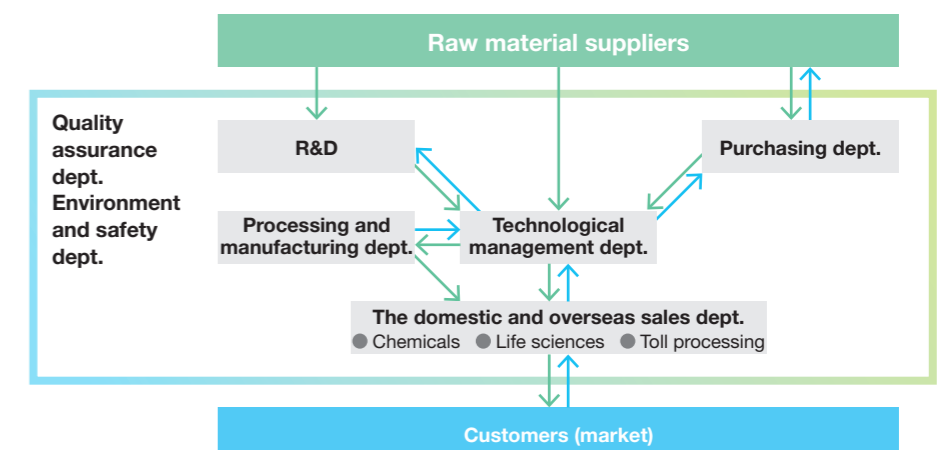 Raw material suppliers
Quality
assurance
dept.
Environment
and safety
dept.
R&D
Purchasing dept.
Processing and
manufacturing dept.
Technological
management dept.
The domestic and overseas sales dept.
Chemicals Life sciences Toll processing
Customers (market)